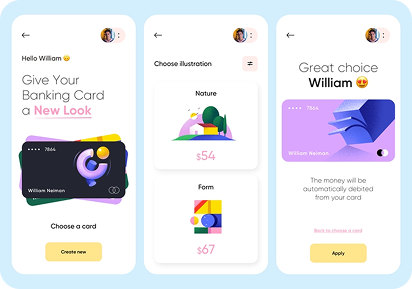 Hello William 😊
Give Your
Banking Card
a New Look
7864
William Neiman
Choose a card
Create new
Choose illustration
Nature
$54
Form
$67
Great choice
William 😍
7864
William Neiman
The money will be
automatically debited
from your card
Back to choose a card
Apply